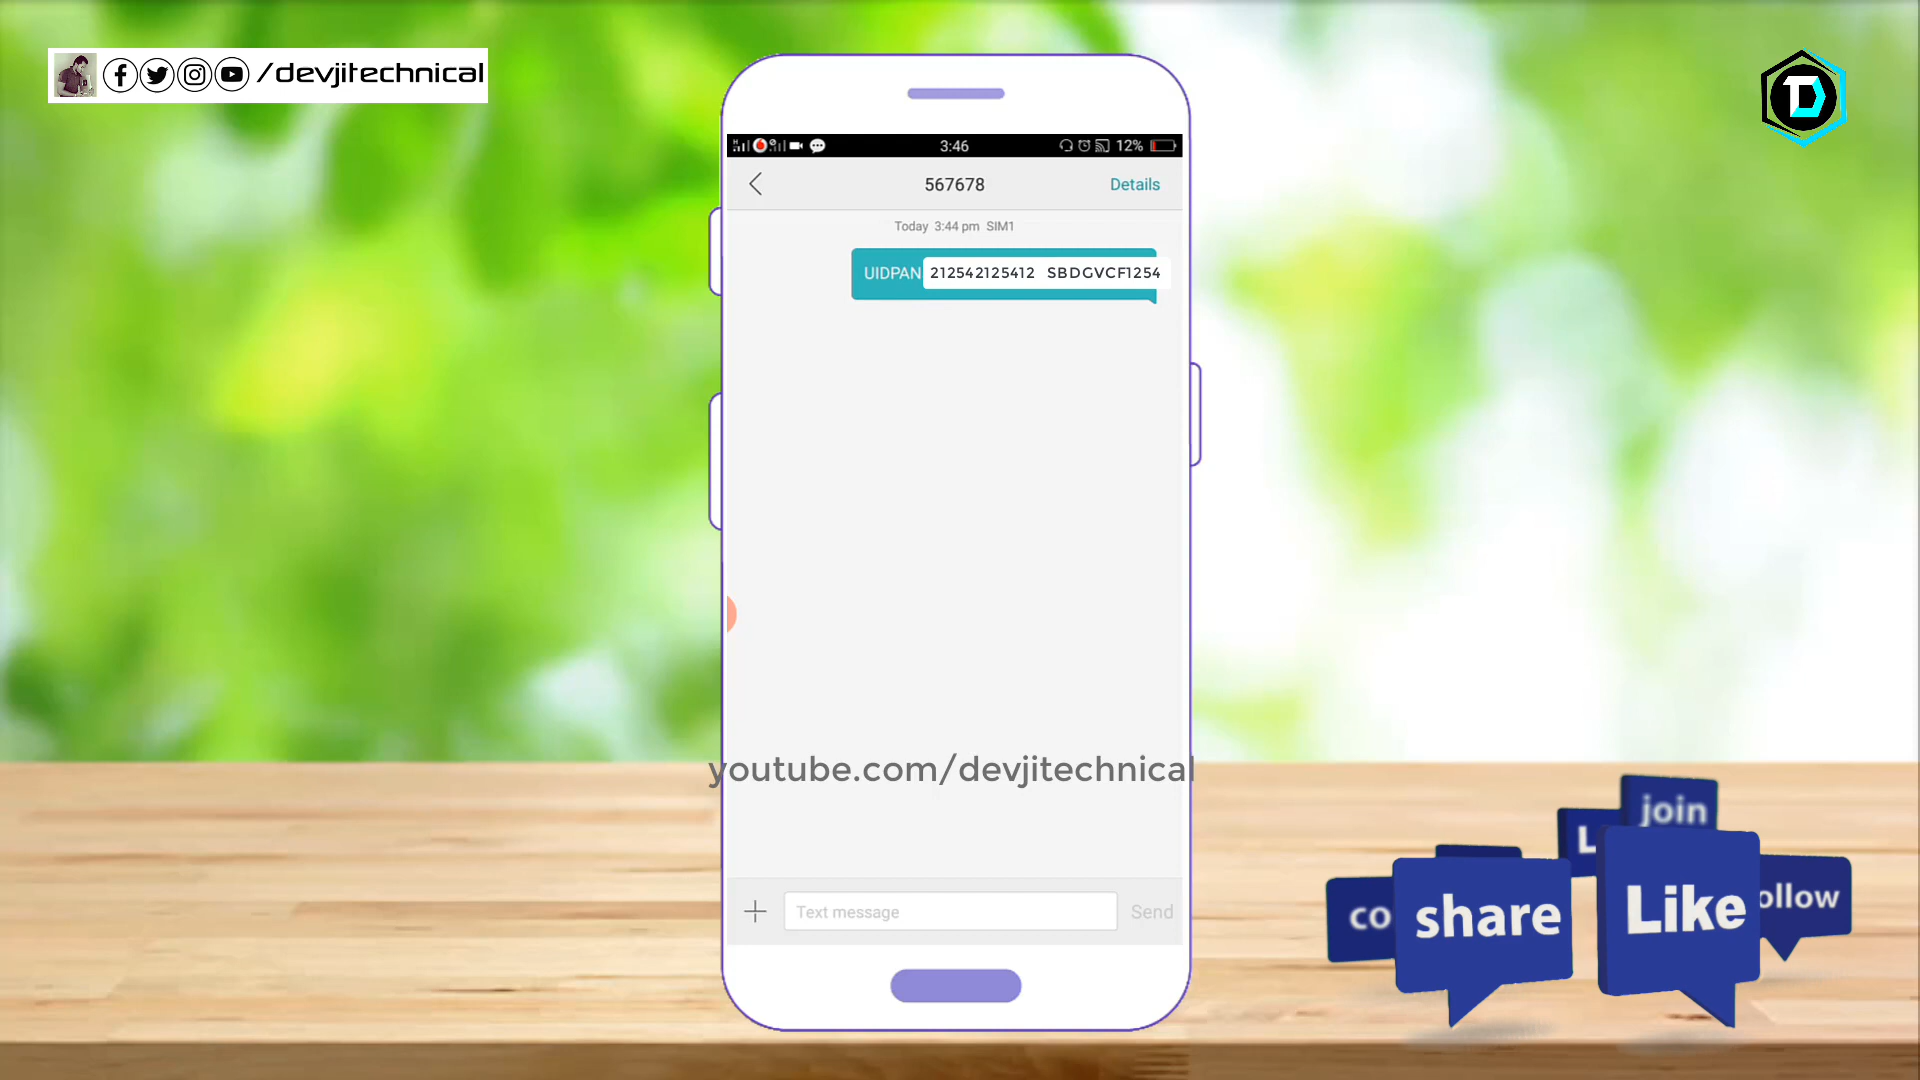 /devjitechnical
TD
3:46
12%
567678
Details
Today 3:44 pm SIM1
UIDPAN 212542125412 SBDGVCF1254
youtube.com/devjitechnical
Text message
Send
join
L
co
share
Like
ollow